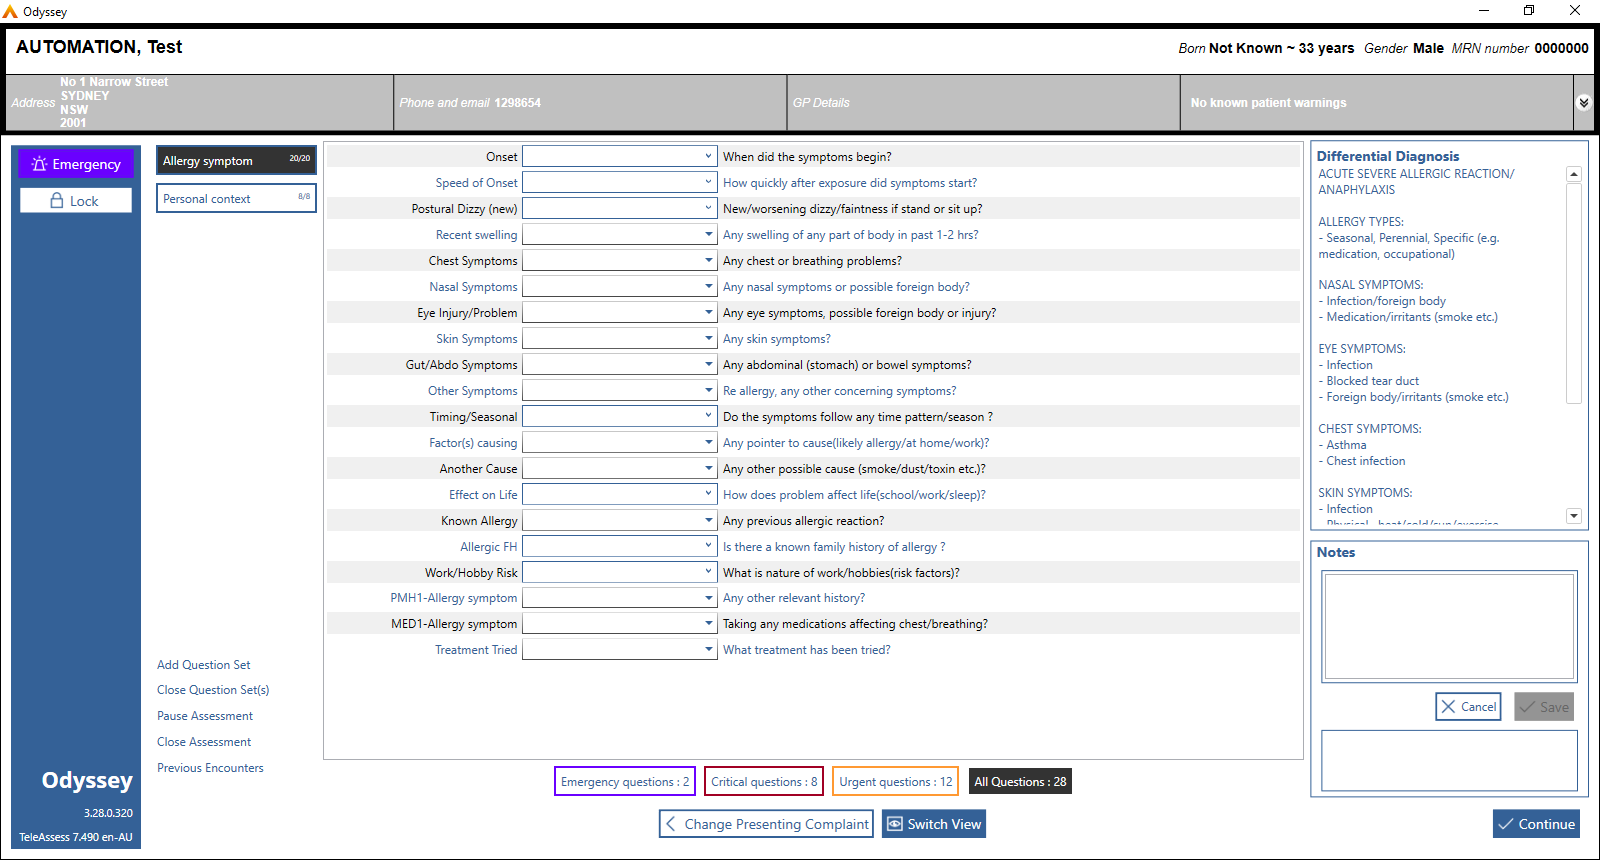 Odyssey
AUTOMATION, Test
Born Not Known ~ 33 years Gender Male MRN number 0000000
Address No 1 Narrow Street
SYDNEY
NSW
2001
Phone and email 1298654
GP Details
No known patient warnings
Emergency
Lock
Allergy symptom 20/20
Personal context 8/8
Onset When did the symptoms begin?
Speed of Onset How quickly after exposure did symptoms start?
Postural Dizzy (new) New/worsening dizzy/faintness if stand or sit up?
Recent swelling Any swelling of any part of body in past 1-2 hrs?
Chest Symptoms Any chest or breathing problems?
Nasal Symptoms Any nasal symptoms or possible foreign body?
Eye Injury/Problem Any eye symptoms, possible foreign body or injury?
Skin Symptoms Any skin symptoms?
Gut/Abdo Symptoms Any abdominal (stomach) or bowel symptoms?
Other Symptoms Re allergy, any other concerning symptoms?
Timing/Seasonal Do the symptoms follow any time pattern/season ?
Factor(s) causing Any pointer to cause(likely allergy/at home/work)?
Another Cause Any other possible cause (smoke/dust/toxin etc.)?
Effect on Life How does problem affect life(school/work/sleep)?
Known Allergy Any previous allergic reaction?
Allergic FH Is there a known family history of allergy ?
Work/Hobby Risk What is nature of work/hobbies(risk factors)?
PMH1-Allergy symptom Any other relevant history?
MED1-Allergy symptom Taking any medications affecting chest/breathing?
Treatment Tried What treatment has been tried?
Add Question Set
Close Question Set(s)
Pause Assessment
Close Assessment
Previous Encounters
Odyssey
3.28.0.320
TeleAssess 7.490 en-AU
Emergency questions : 2
Critical questions : 8
Urgent questions : 12
All Questions : 28
Change Presenting Complaint
Switch View
Differential Diagnosis
ACUTE SEVERE ALLERGIC REACTION/
ANAPHYLAXIS
ALLERGY TYPES:
- Seasonal, Perennial, Specific (e.g.
medication, occupational)
NASAL SYMPTOMS:
- Infection/foreign body
- Medication/irritants (smoke etc.)
EYE SYMPTOMS:
- Infection
- Blocked tear duct
- Foreign body/irritants (smoke etc.)
CHEST SYMPTOMS:
- Asthma
- Chest infection
SKIN SYMPTOMS:
- Infection
- Physical - heat/cold/sun/exercise
Notes
Cancel
Save
Continue